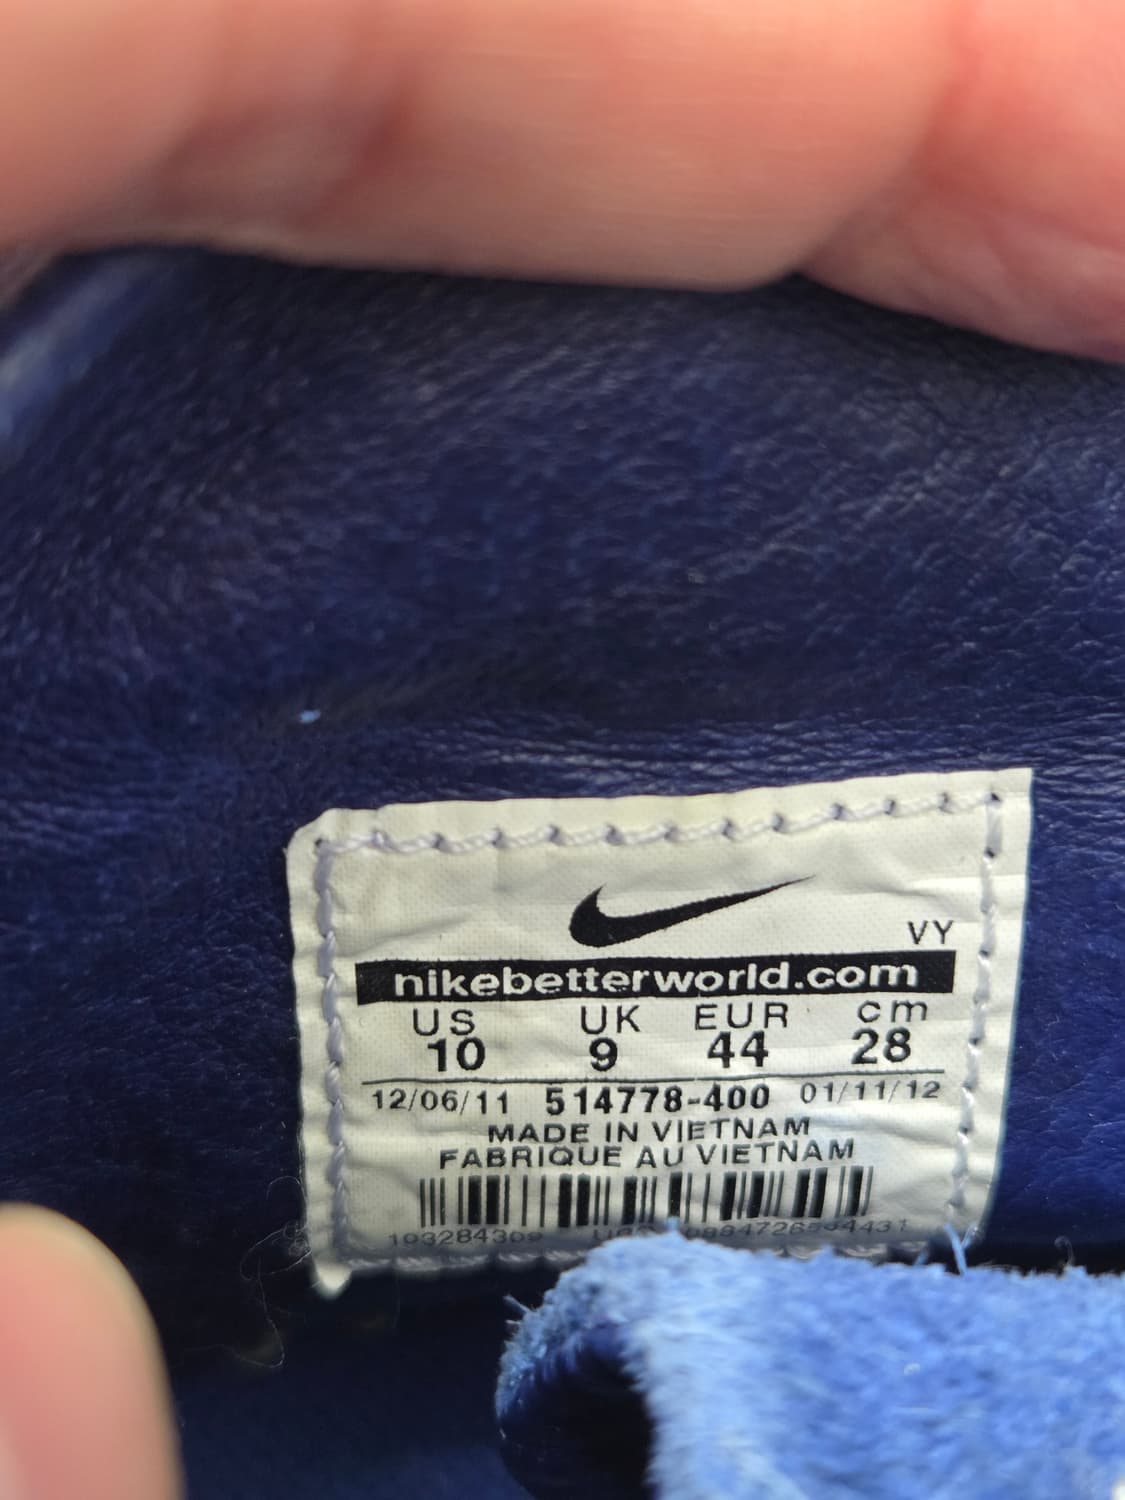 VY
nikebetterworld.com
US UK EUR cm
10 9 44 28
12/06/11 514778-400 01/11/12
MADE IN VIETNAM
FABRIQUE AU VIETNAM